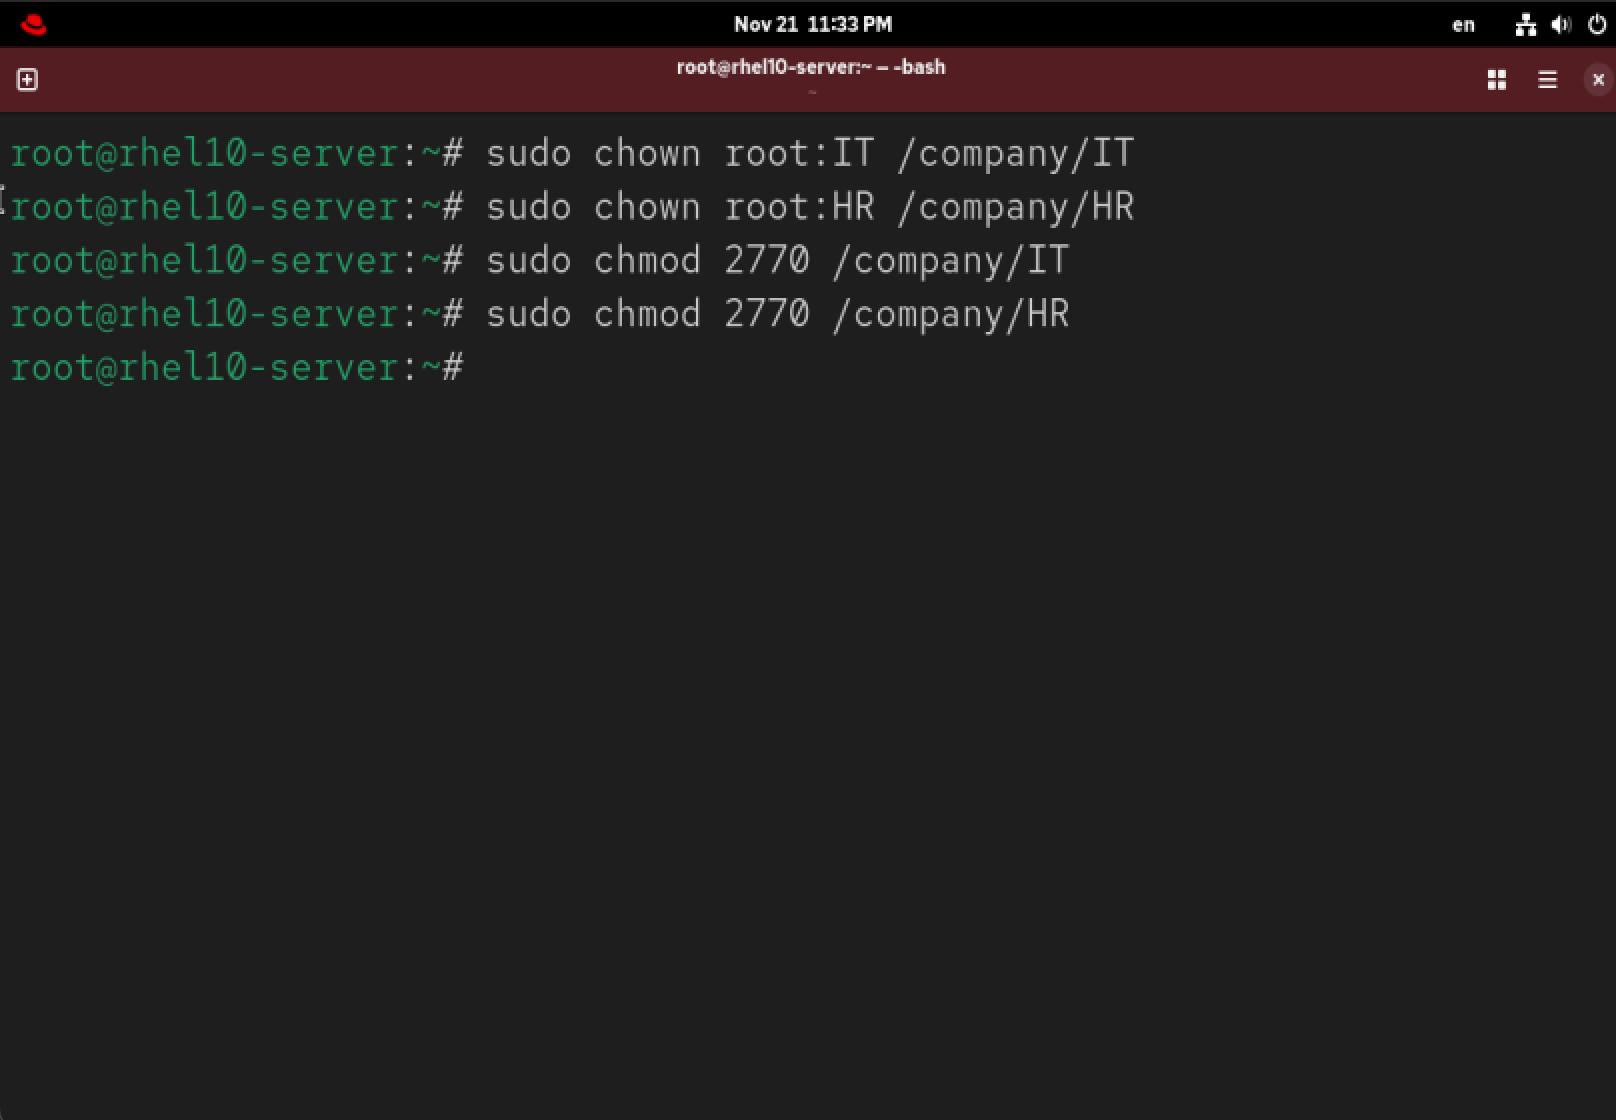 Nov 21 11:33 PM
en
root@rhel10-server:~ – -bash
~
root@rhel10-server:~# sudo chown root:IT /company/IT
root@rhel10-server:~# sudo chown root:HR /company/HR
root@rhel10-server:~# sudo chmod 2770 /company/IT
root@rhel10-server:~# sudo chmod 2770 /company/HR
root@rhel10-server:~#